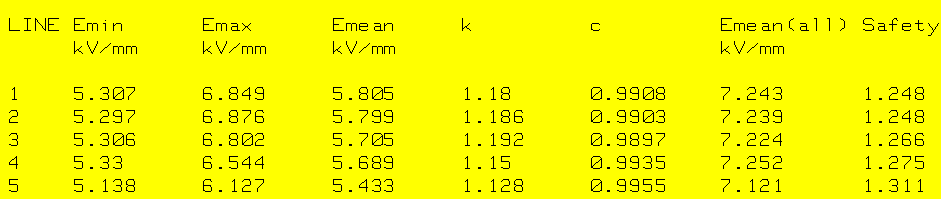 LINE Emin Emax Emean k c Emean(all) Safety
kV/mm kV/mm kV/mm kV/mm
1 5.307 6.849 5.805 1.18 0.9908 7.243 1.248
2 5.297 6.876 5.799 1.186 0.9903 7.239 1.248
3 5.306 6.802 5.705 1.192 0.9897 7.224 1.266
4 5.33 6.544 5.689 1.15 0.9935 7.252 1.275
5 5.138 6.127 5.433 1.128 0.9955 7.121 1.311